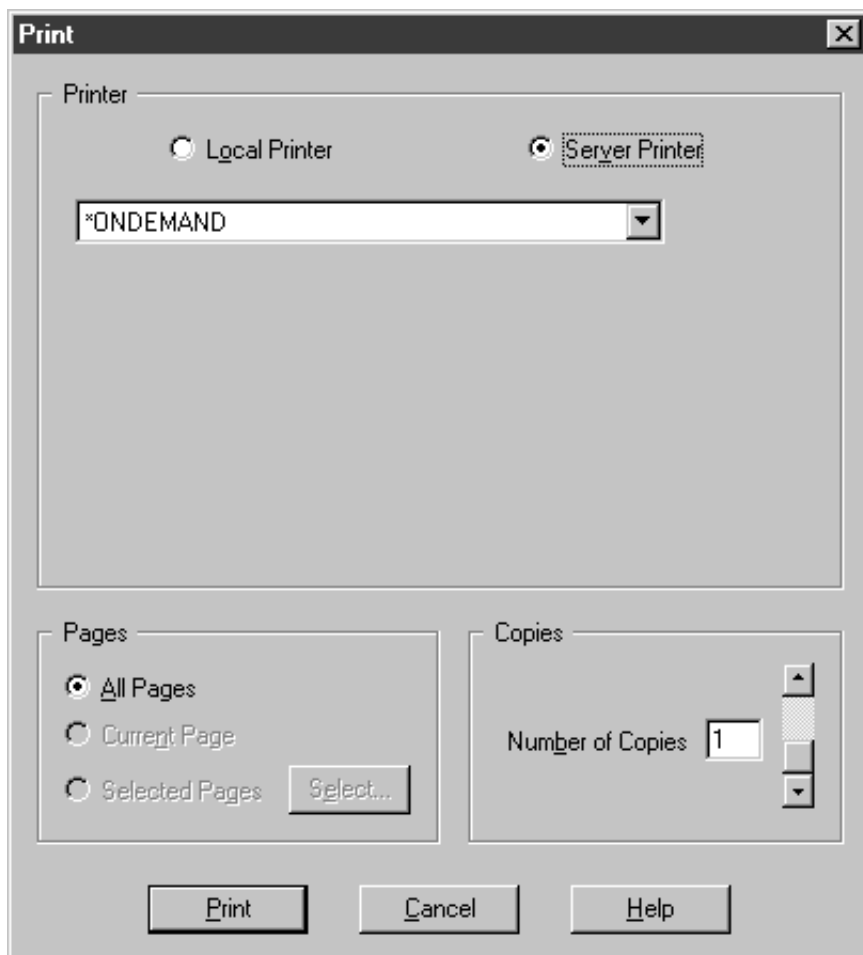 Print
Printer
Local Printer
Server Printer
*ONDEMAND
Pages
All Pages
Current Page
Selected Pages
Select...
Copies
Number of Copies
1
Print
Cancel
Help